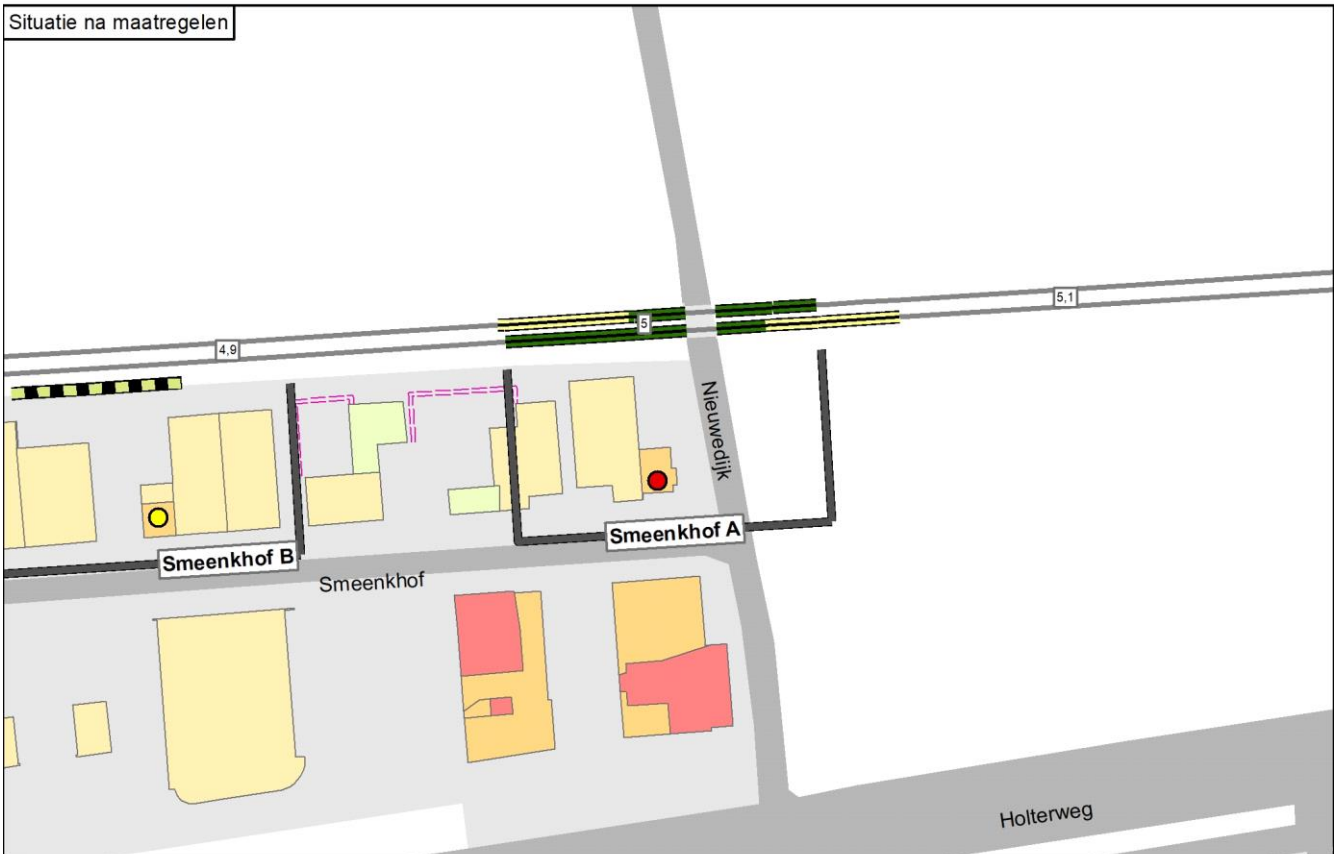 Situatie na maatregelen
5,1
5
4,9
Nieuwedijk
Smeenkhof A
Smeenkhof B
Smeenkhof
Holterweg